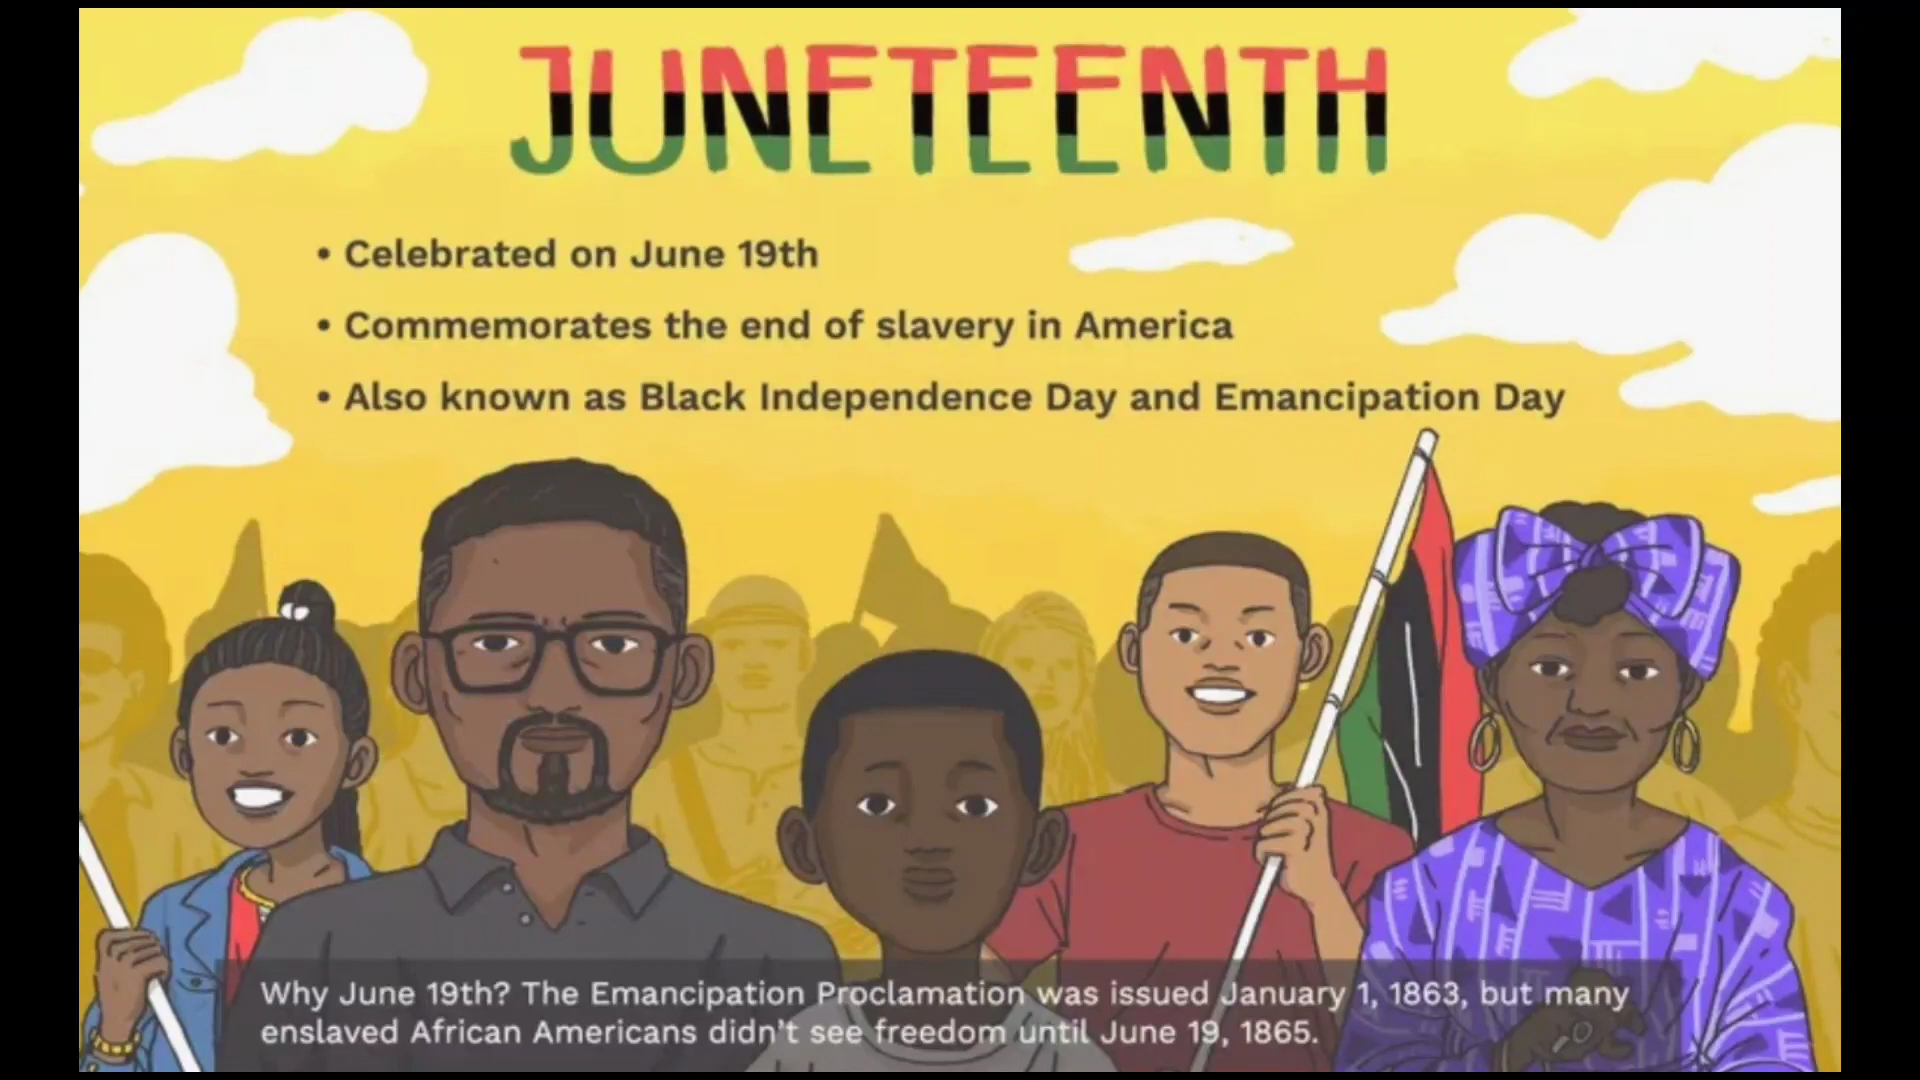 JUNETEENTH
• Celebrated on June 19th
• Commemorates the end of slavery in America
• Also known as Black Independence Day and Emancipation Day
Why June 19th? The Emancipation Proclamation was issued January 1, 1863, but many
enslaved African Americans didn't see freedom until June 19, 1865.